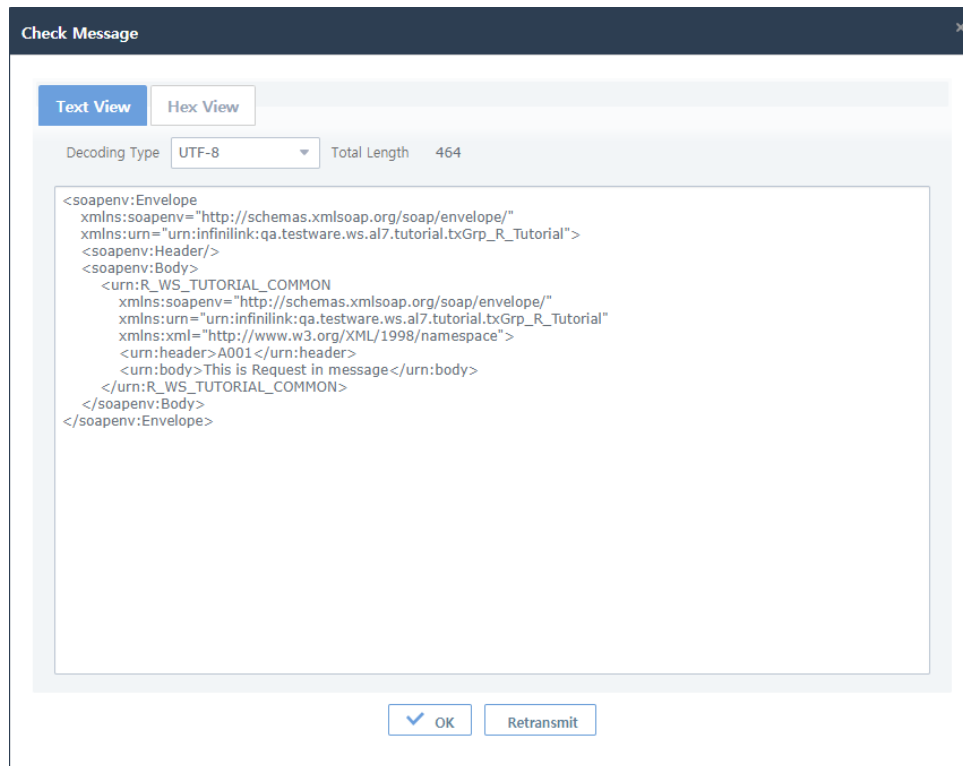 Check Message ×
Text View Hex View
Decoding Type UTF-8 Total Length 464
<soapenv:Envelope
xmlns:soapenv="http://schemas.xmlsoap.org/soap/envelope/"
xmlns:urn="urn:infinilink:qa.testware.ws.al7.tutorial.txGrp_R_Tutorial">
<soapenv:Header/>
<soapenv:Body>
<urn:R_WS_TUTORIAL_COMMON
xmlns:soapenv="http://schemas.xmlsoap.org/soap/envelope/"
xmlns:urn="urn:infinilink:qa.testware.ws.al7.tutorial.txGrp_R_Tutorial"
xmlns:xml="http://www.w3.org/XML/1998/namespace">
<urn:header>A001</urn:header>
<urn:body>This is Request in message</urn:body>
</urn:R_WS_TUTORIAL_COMMON>
</soapenv:Body>
</soapenv:Envelope>
OK Retransmit